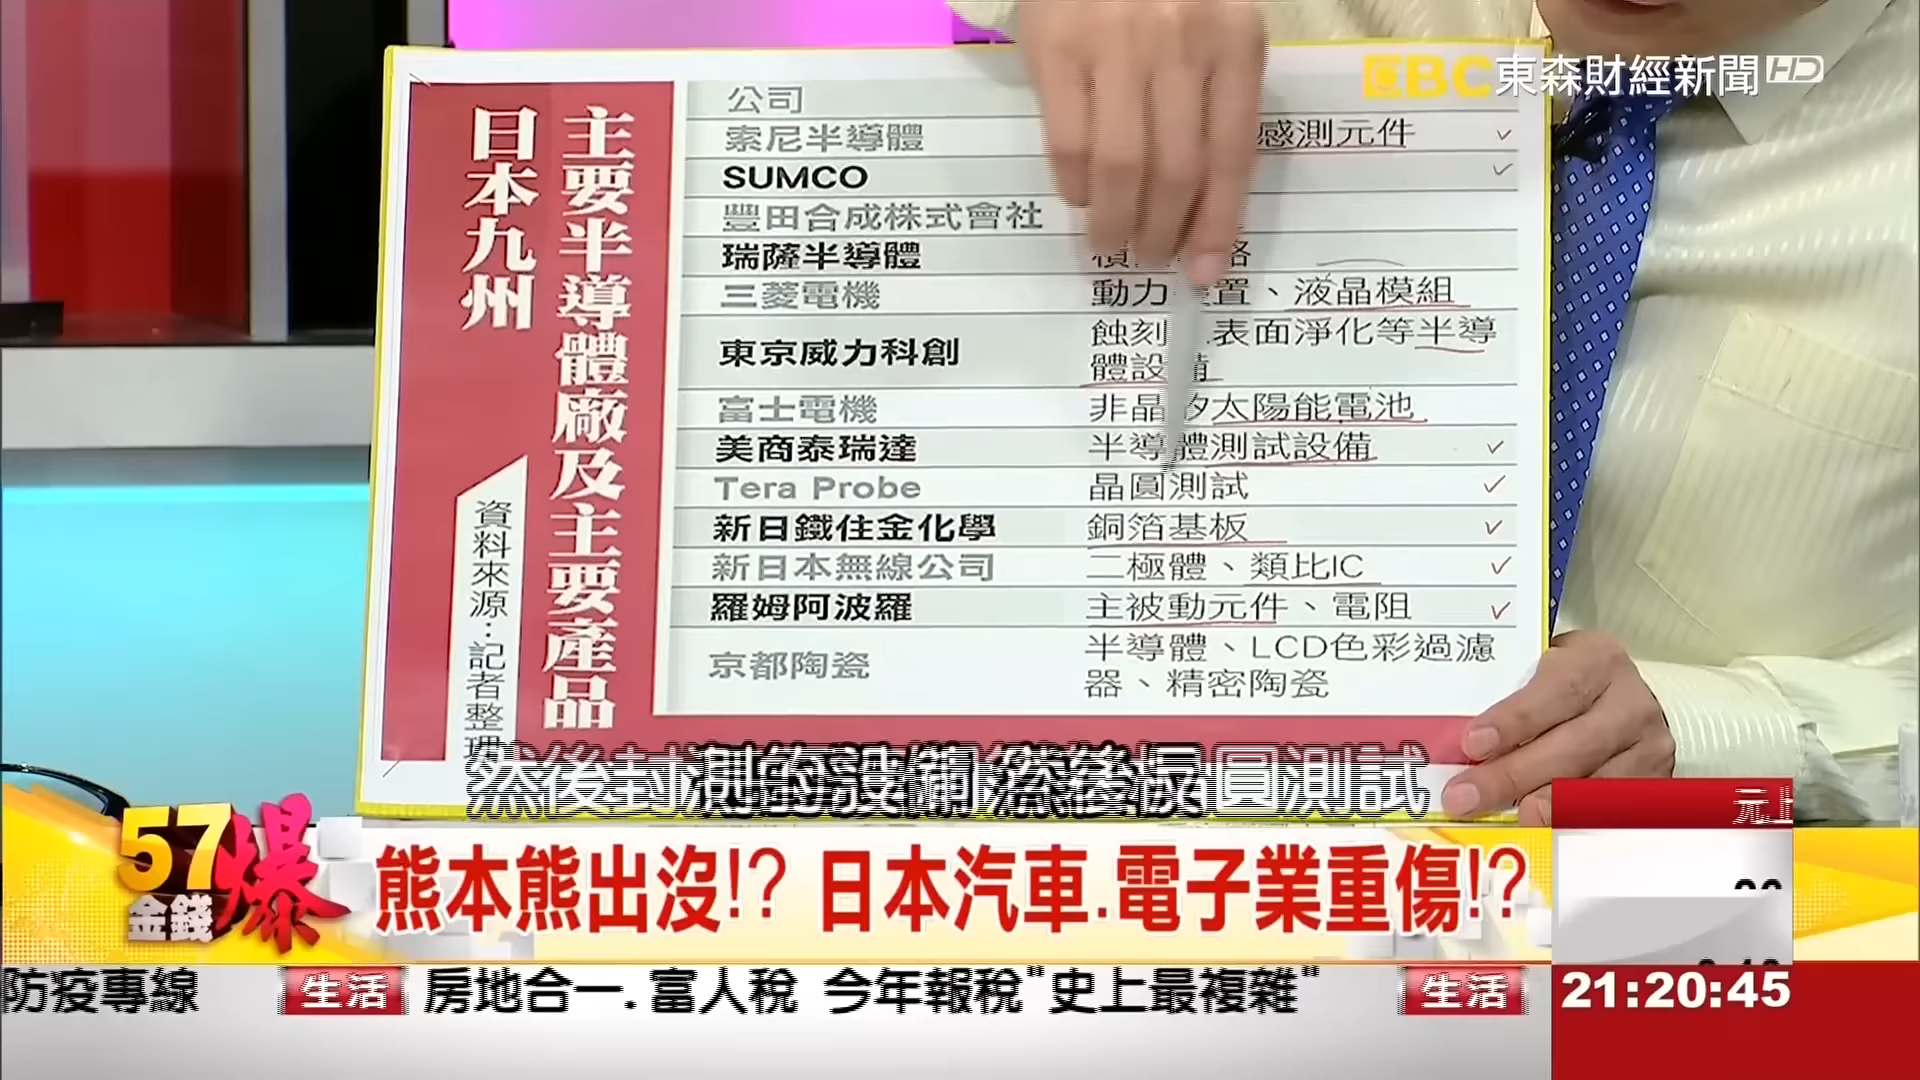 EBC東森財經新聞HD
日本九州
主要半導體廠及主要產品
資料來源:記者整理
公司
索尼半導體 感測元件
SUMCO
豐田合成株式會社
瑞薩半導體
三菱電機 動力 置、液晶模組
東京威力科創 蝕刻 表面淨化等半導
體設備
富士電機 非晶矽太陽能電池
美商泰瑞達 半導體測試設備
Tera Probe 晶圓測試
新日鐵住金化學 銅箔基板
新日本無線公司 二極體、類比IC
羅姆阿波羅 主被動元件、電阻
京都陶瓷 半導體、LCD色彩過濾
器、精密陶瓷
57金錢爆
熊本熊出沒!? 日本汽車.電子業重傷!?
防疫專線 生活 房地合一.富人稅 今年報稅"史上最複雜" 生活
21:20:45